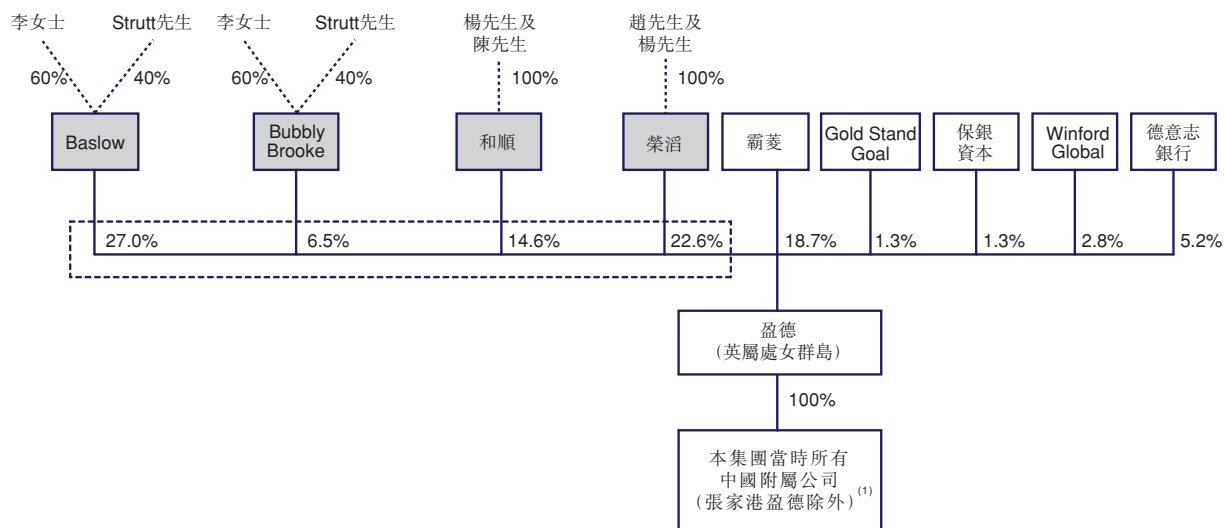 李女士
Strutt先生
李女士
Strutt先生
楊先生及
陳先生
趙先生及
楊先生
60%
40%
60%
40%
100%
100%
Baslow
Bubbly
Brooke
和順
榮滔
霸菱
Gold Stand
Goal
保銀
資本
Winford
Global
德意志
銀行
27.0%
6.5%
14.6%
22.6%
18.7%
1.3%
1.3%
2.8%
5.2%
盈德
(英屬處女群島)
100%
本集團當時所有
中國附屬公司
(張家港盈德除外)(1)